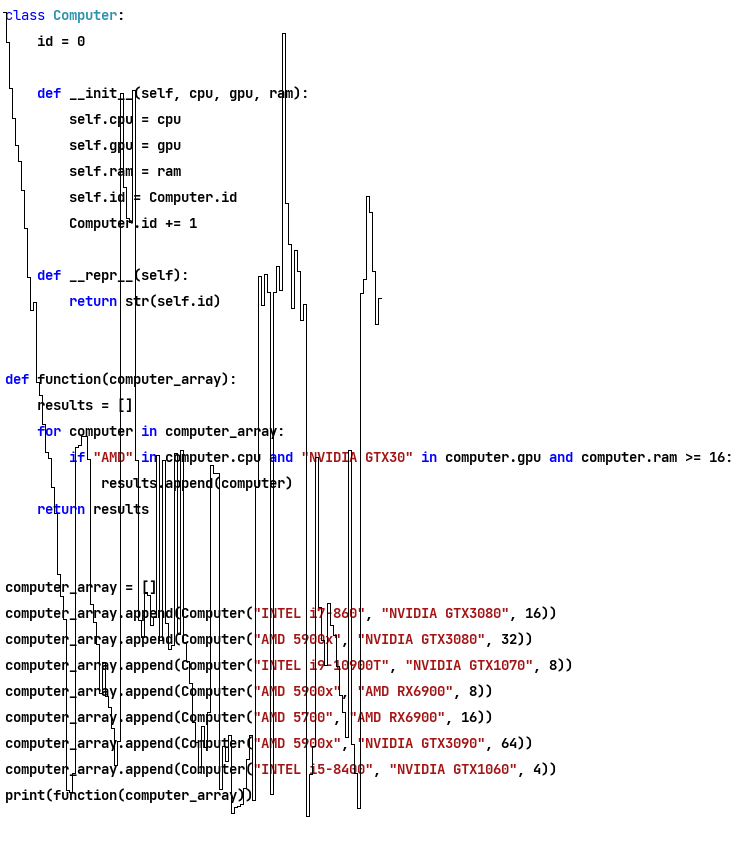 class Computer:
    id = 0

    def __init__(self, cpu, gpu, ram):
        self.cpu = cpu
        self.gpu = gpu
        self.ram = ram
        self.id = Computer.id
        Computer.id += 1

    def __repr__(self):
        return str(self.id)


def function(computer_array):
    results = []
    for computer in computer_array:
        if "AMD" in computer.cpu and "NVIDIA GTX30" in computer.gpu and computer.ram >= 16:
            results.append(computer)
    return results


computer_array = []
computer_array.append(Computer("INTEL i7-860", "NVIDIA GTX3080", 16))
computer_array.append(Computer("AMD 5900x", "NVIDIA GTX3080", 32))
computer_array.append(Computer("INTEL i9-10900T", "NVIDIA GTX1070", 8))
computer_array.append(Computer("AMD 5900x", "AMD RX6900", 8))
computer_array.append(Computer("AMD 5700", "AMD RX6900", 16))
computer_array.append(Computer("AMD 5900x", "NVIDIA GTX3090", 64))
computer_array.append(Computer("INTEL i5-8400", "NVIDIA GTX1060", 4))
print(function(computer_array))